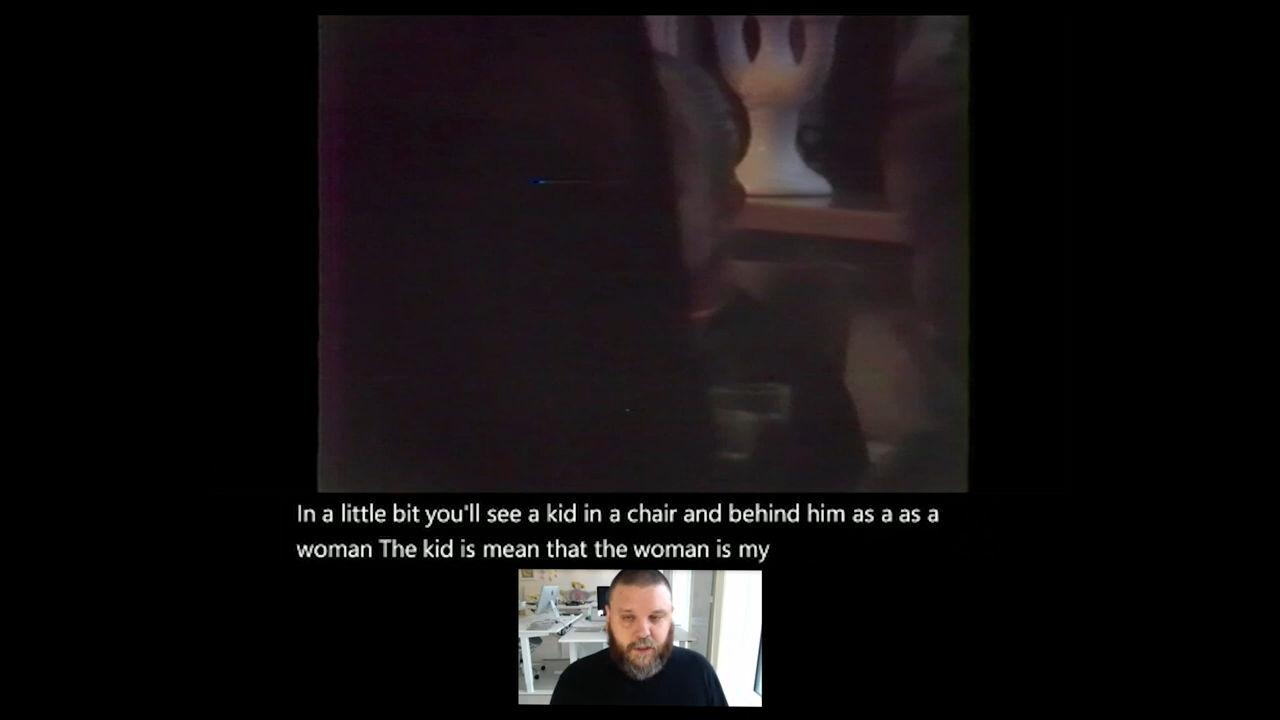 In a little bit you'll see a kid in a chair and behind him as a as a
woman The kid is mean that the woman is my